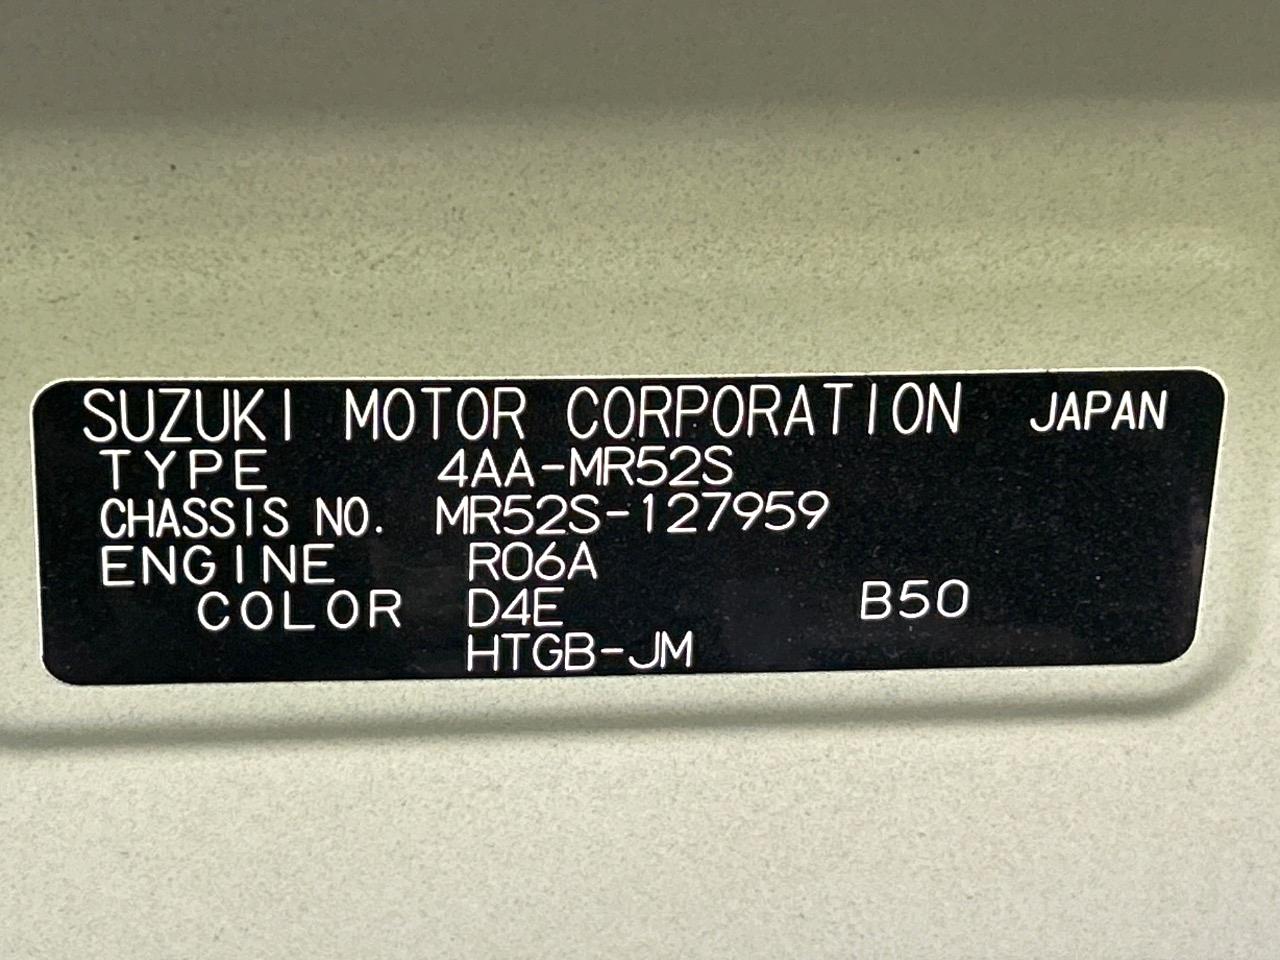 SUZUKI MOTOR CORPORATION JAPAN
TYPE 4AA-MR52S
CHASSIS NO. MR52S-127959
ENGINE R06A
COLOR D4E B50
HTGB-JM